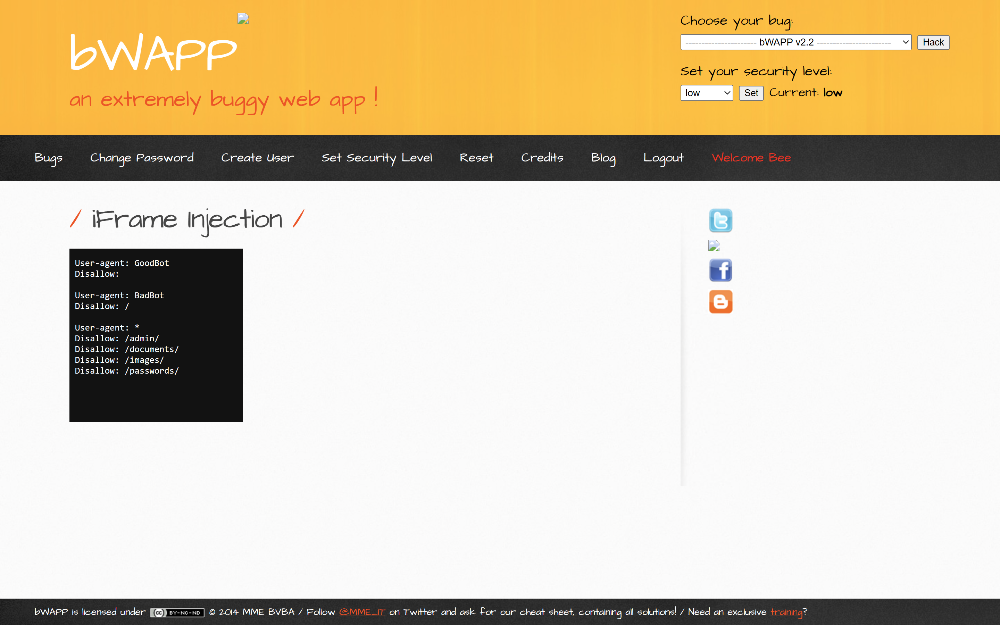 bWAPP
an extremely buggy web app !
Choose your bug:
---------------------- bWAPP v2.2 -----------------------
Hack
Set your security level:
low
Set
Current: low
Bugs
Change Password
Create User
Set Security Level
Reset
Credits
Blog
Logout
Welcome Bee
/ iFrame Injection /
User-agent: GoodBot
Disallow:
User-agent: BadBot
Disallow: /
User-agent: *
Disallow: /admin/
Disallow: /documents/
Disallow: /images/
Disallow: /passwords/
bWAPP is licensed under (cc) BY-NC-ND © 2014 MME BVBA / Follow @MME_IT on Twitter and ask for our cheat sheet, containing all solutions! / Need an exclusive training?